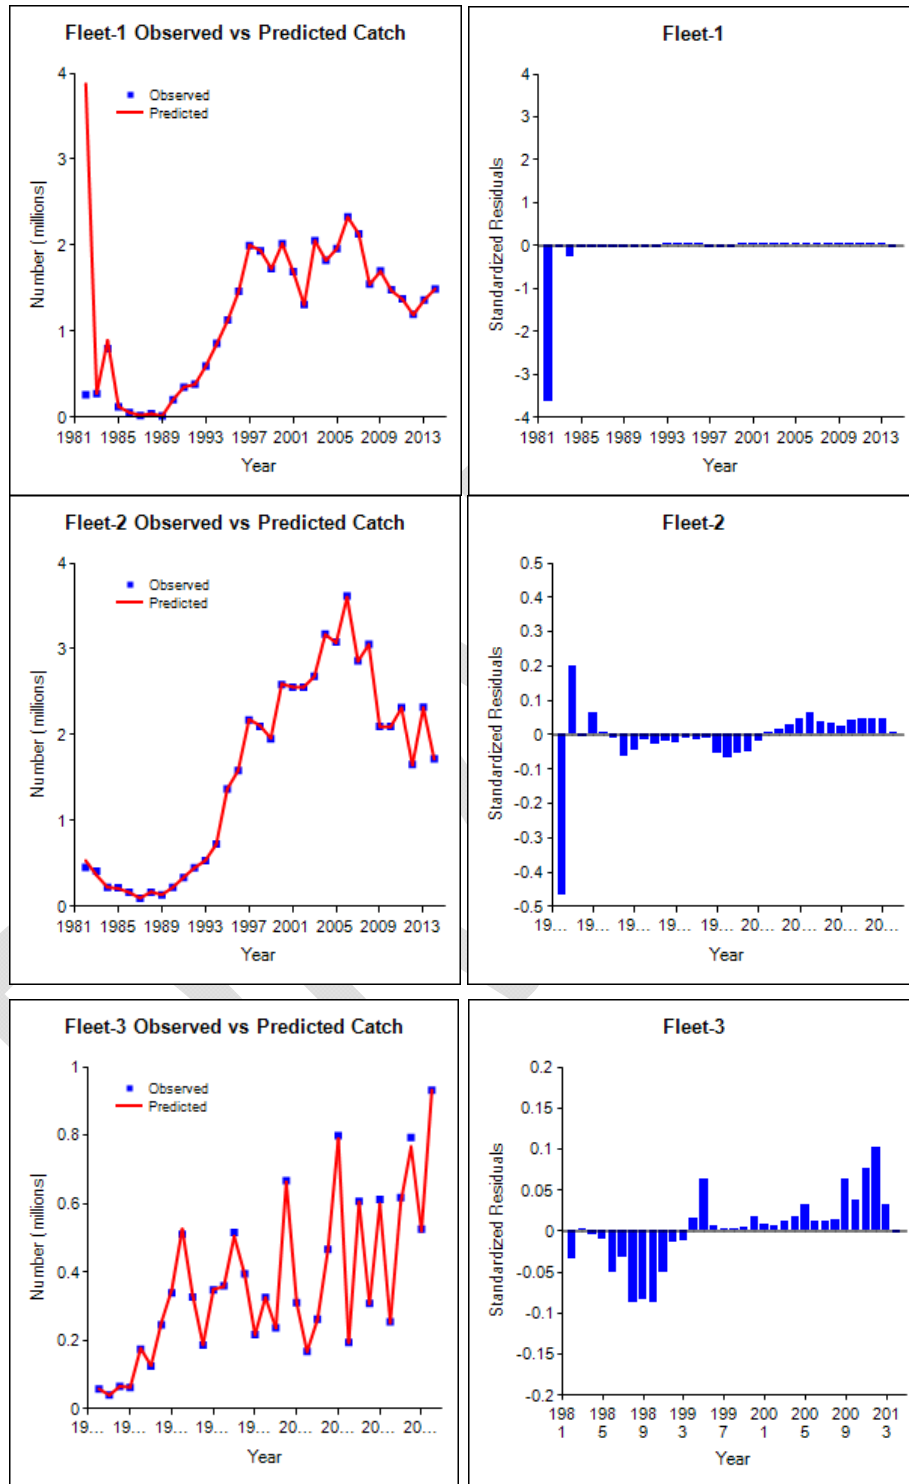 Fleet-1 Observed vs Predicted Catch
4
3
2
1
0
Number (millions)
Observed
Predicted
1981 1985 1989 1993 1997 2001 2005 2009 2013
Year
Fleet-1
4
3
2
1
0
-1
-2
-3
-4
Standardized Residuals
1981 1985 1989 1993 1997 2001 2005 2009 2013
Year
Fleet-2 Observed vs Predicted Catch
4
3
2
1
0
Number (millions)
Observed
Predicted
1981 1985 1989 1993 1997 2001 2005 2009 2013
Year
Fleet-2
0.5
0.4
0.3
0.2
0.1
0
-0.1
-0.2
-0.3
-0.4
-0.5
Standardized Residuals
19... 19... 19... 19... 19... 20... 20... 20... 20...
Year
Fleet-3 Observed vs Predicted Catch
1
0.8
0.6
0.4
0.2
0
Number (millions)
Observed
Predicted
19... 19... 19... 19... 19... 20... 20... 20... 20...
Year
Fleet-3
0.2
0.15
0.1
0.05
0
-0.05
-0.1
-0.15
-0.2
Standardized Residuals
198 198 198 199 199 200 200 200 201
1 5 9 3 7 1 5 9 3
Year